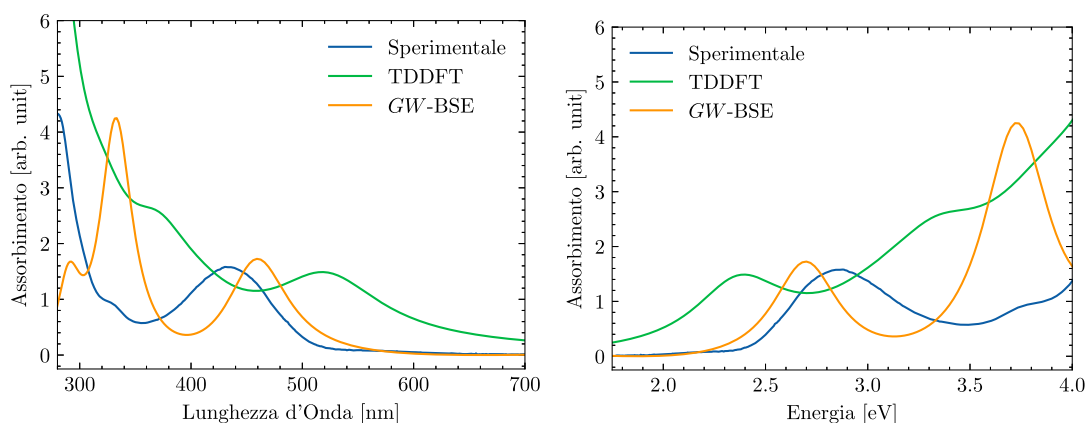 6
5
4
3
2
1
0
Assorbimento [arb. unit]
Sperimentale
TDDFT
GW-BSE
300
400
500
600
700
Lunghezza d'Onda [nm]
6
5
4
3
2
1
0
Assorbimento [arb. unit]
Sperimentale
TDDFT
GW-BSE
2.0
2.5
3.0
3.5
4.0
Energia [eV]